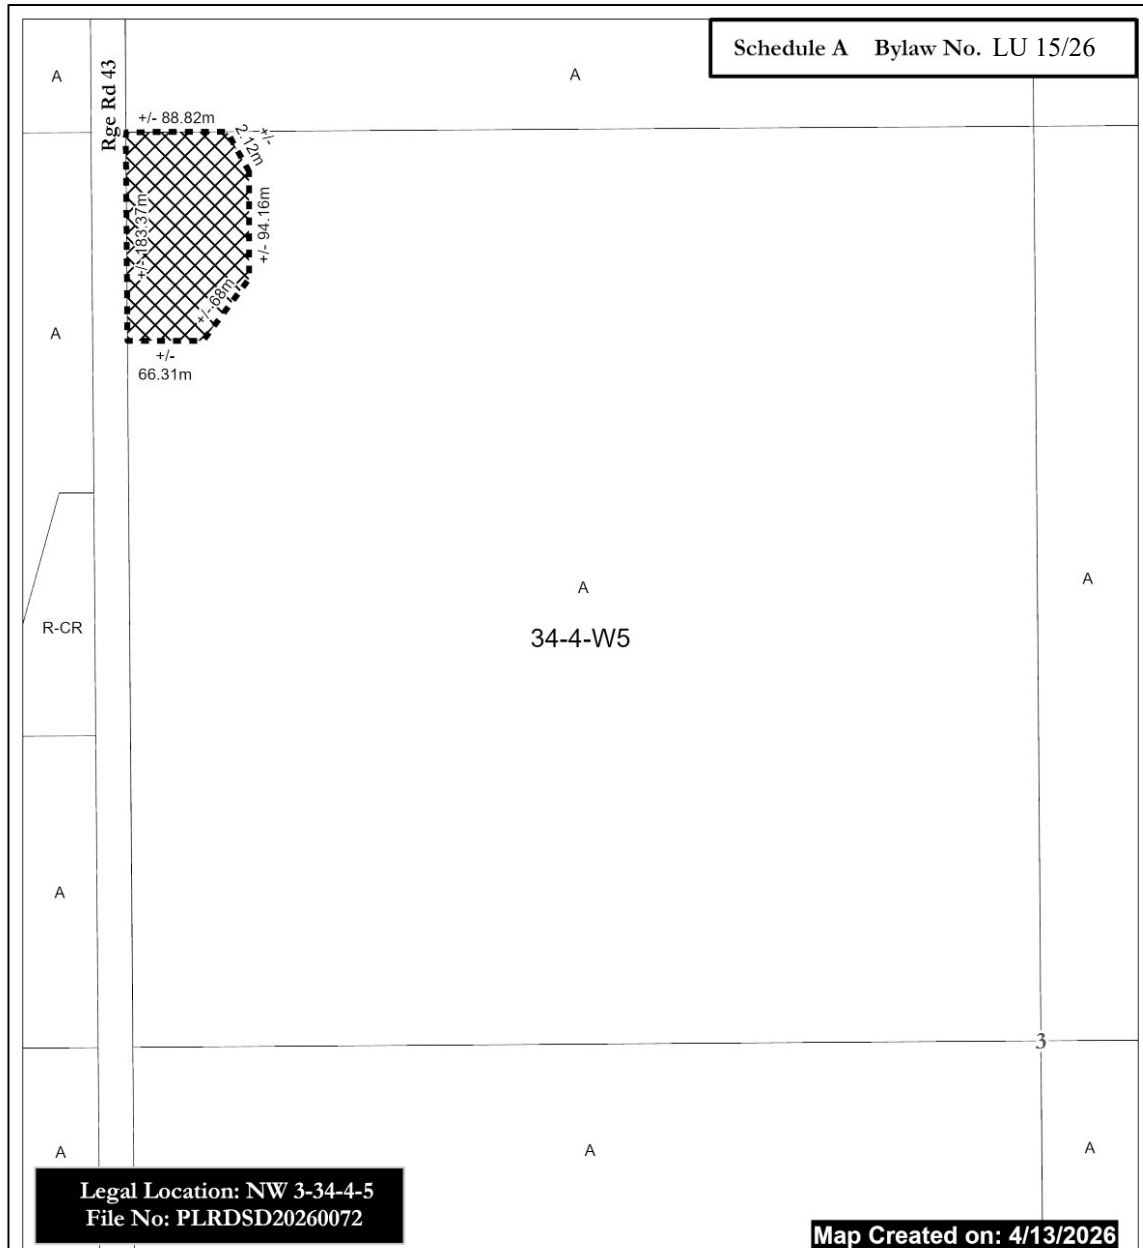 Schedule A Bylaw No. LU 15/26
A
Rge Rd 43
A
+/- 88.82m
+/-
2.12m
+/- 183.37m
+/- 94.16m
+/- 68m
A
+/-
66.31m
A
A
R-CR
34-4-W5
A
3
A
A
A
Legal Location: NW 3-34-4-5
File No: PLRDSD20260072
Map Created on: 4/13/2026